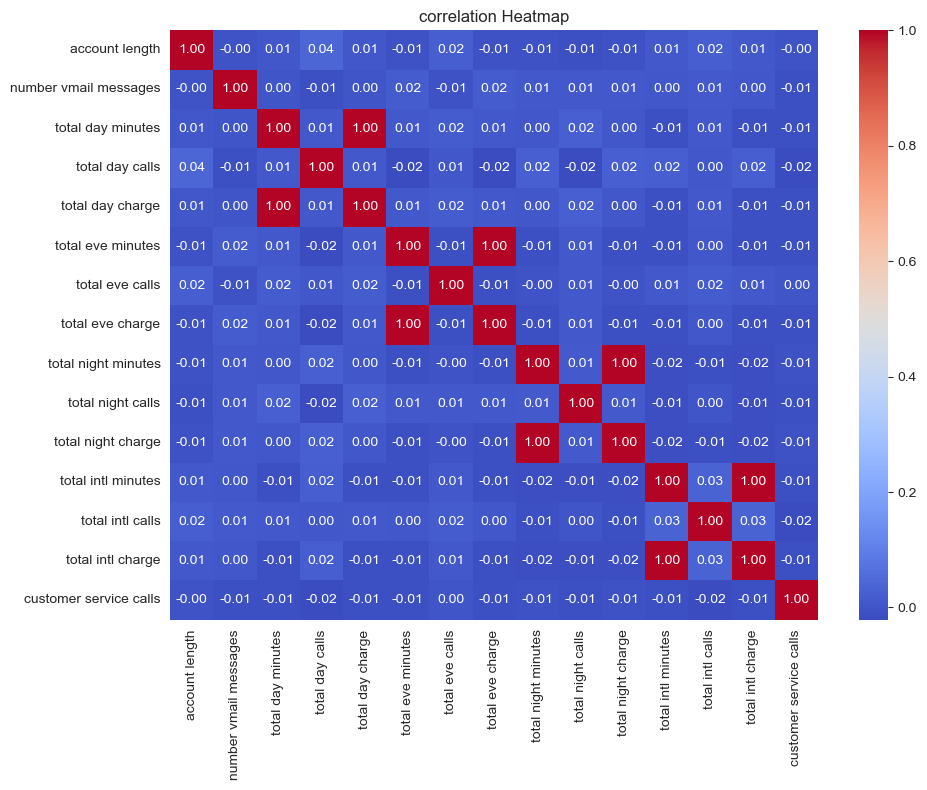 correlation Heatmap
account length 1.00 -0.00 0.01 0.04 0.01 -0.01 0.02 -0.01 -0.01 -0.01 -0.01 0.01 0.02 0.01 -0.00
number vmail messages -0.00 1.00 0.00 -0.01 0.00 0.02 -0.01 0.02 0.01 0.01 0.01 0.00 0.01 0.00 -0.01
total day minutes 0.01 0.00 1.00 0.01 1.00 0.01 0.02 0.01 0.00 0.02 0.00 -0.01 0.01 -0.01 -0.01
total day calls 0.04 -0.01 0.01 1.00 0.01 -0.02 0.01 -0.02 0.02 -0.02 0.02 0.02 0.00 0.02 -0.02
total day charge 0.01 0.00 1.00 0.01 1.00 0.01 0.02 0.01 0.00 0.02 0.00 -0.01 0.01 -0.01 -0.01
total eve minutes -0.01 0.02 0.01 -0.02 0.01 1.00 -0.01 1.00 -0.01 0.01 -0.01 -0.01 0.00 -0.01 -0.01
total eve calls 0.02 -0.01 0.02 0.01 0.02 -0.01 1.00 -0.01 -0.00 0.01 -0.00 0.01 0.02 0.01 0.00
total eve charge -0.01 0.02 0.01 -0.02 0.01 1.00 -0.01 1.00 -0.01 0.01 -0.01 -0.01 0.00 -0.01 -0.01
total night minutes -0.01 0.01 0.00 0.02 0.00 -0.01 -0.00 -0.01 1.00 0.01 1.00 -0.02 -0.01 -0.02 -0.01
total night calls -0.01 0.01 0.02 -0.02 0.02 0.01 0.01 0.01 0.01 1.00 0.01 -0.01 0.00 -0.01 -0.01
total night charge -0.01 0.01 0.00 0.02 0.00 -0.01 -0.00 -0.01 1.00 0.01 1.00 -0.02 -0.01 -0.02 -0.01
total intl minutes 0.01 0.00 -0.01 0.02 -0.01 -0.01 0.01 -0.01 -0.02 -0.01 -0.02 1.00 0.03 1.00 -0.01
total intl calls 0.02 0.01 0.01 0.00 0.01 0.00 0.02 0.00 -0.01 0.00 -0.01 0.03 1.00 0.03 -0.02
total intl charge 0.01 0.00 -0.01 0.02 -0.01 -0.01 0.01 -0.01 -0.02 -0.01 -0.02 1.00 0.03 1.00 -0.01
customer service calls -0.00 -0.01 -0.01 -0.02 -0.01 -0.01 0.00 -0.01 -0.01 -0.01 -0.01 -0.01 -0.02 -0.01 1.00
account length
number vmail messages
total day minutes
total day calls
total day charge
total eve minutes
total eve calls
total eve charge
total night minutes
total night calls
total night charge
total intl minutes
total intl calls
total intl charge
customer service calls
1.0
0.8
0.6
0.4
0.2
0.0